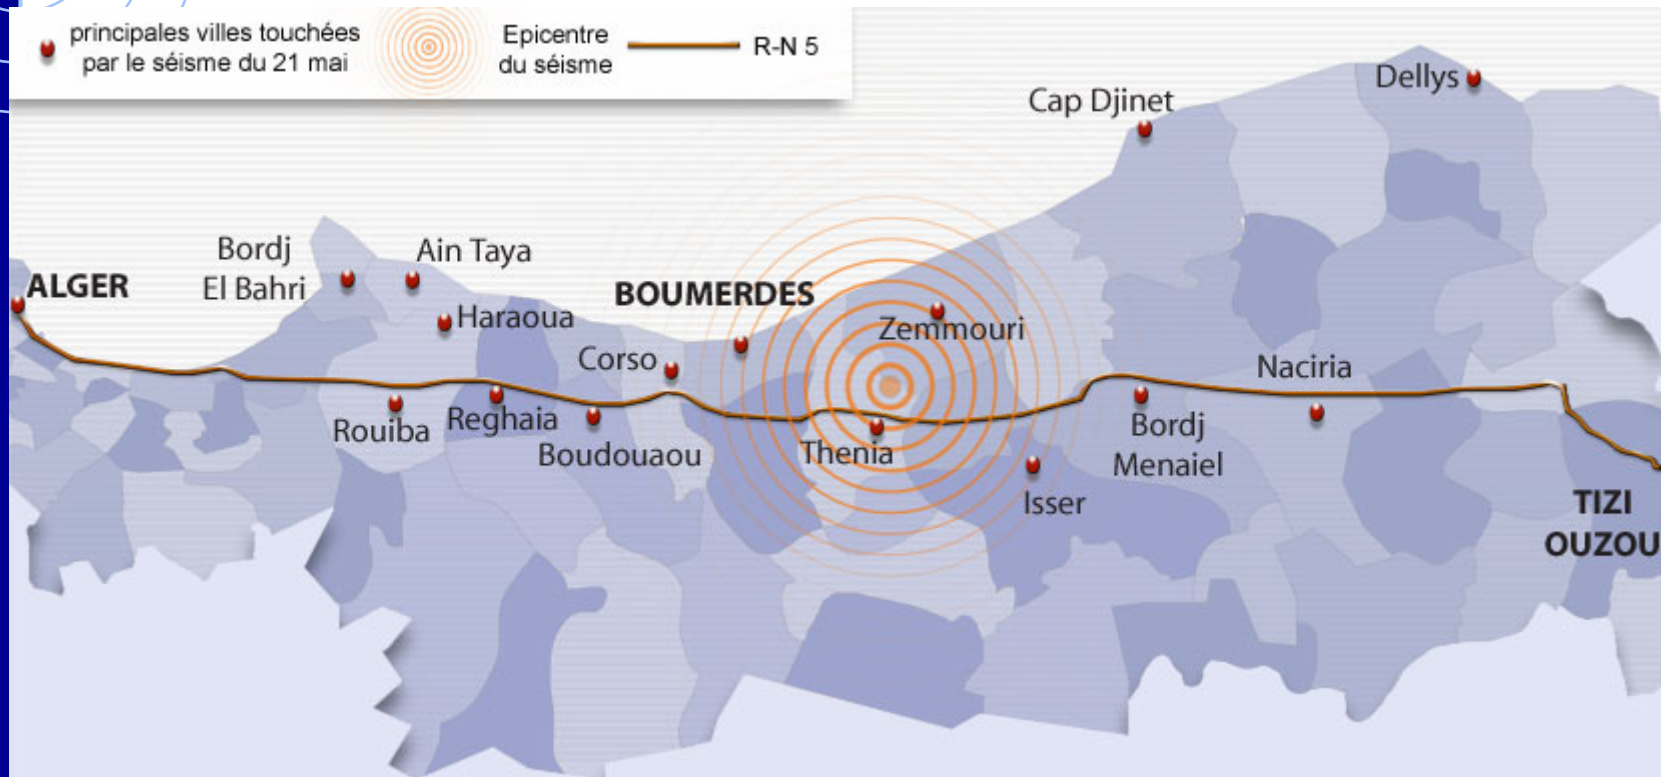 principales villes touchées
par le séisme du 21 mai
Epicentre
du séisme
R-N 5
Dellys
Cap Djinet
Bordj
El Bahri
Ain Taya
ALGER
BOUMERDES
Haraoua
Zemmouri
Corso
Naciria
Rouiba
Reghaia
Boudouaou
Thenia
Bordj
Menaiel
Isser
TIZI
OUZOU